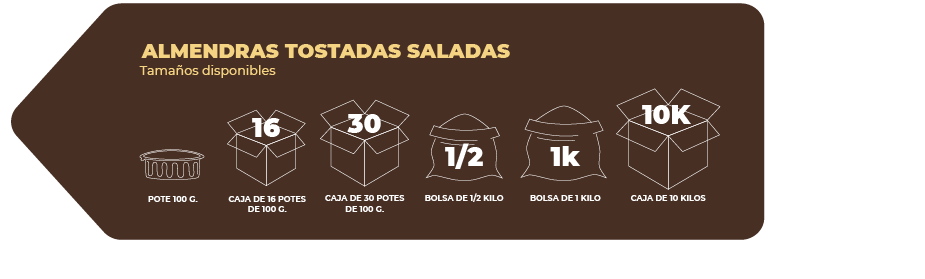 ALMENDRAS TOSTADAS SALADAS
Tamaños disponibles
16
30
1/2
1k
10K
POTE 100 G.
CAJA DE 16 POTES
DE 100 G.
CAJA DE 30 POTES
DE 100 G.
BOLSA DE 1/2 KILO
BOLSA DE 1 KILO
CAJA DE 10 KILOS